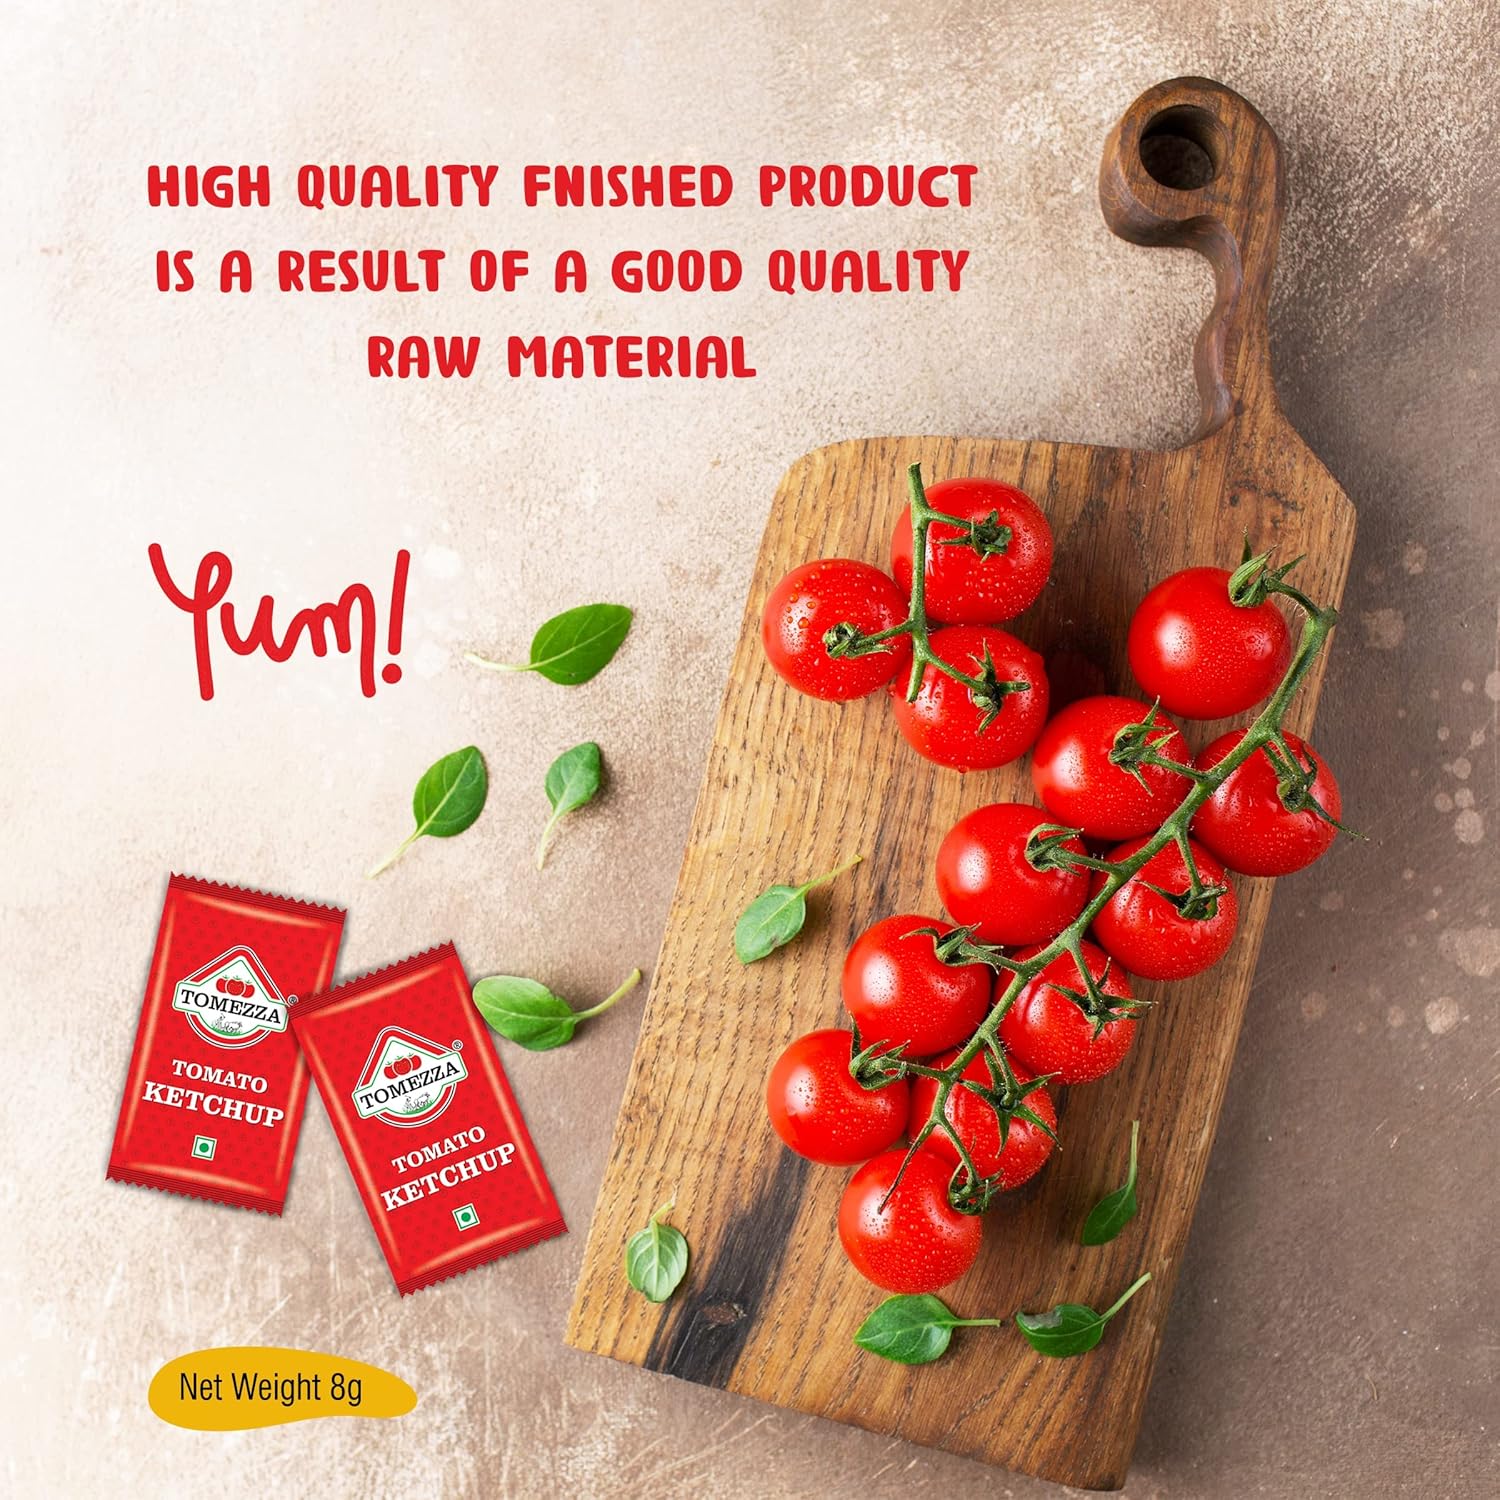 HIGH QUALITY FNISHED PRODUCT
IS A RESULT OF A GOOD QUALITY
RAW MATERIAL
Yum!
TOMEZZA
®
TOMATO
KETCHUP
TOMEZZA
®
TOMATO
KETCHUP
Net Weight 8g